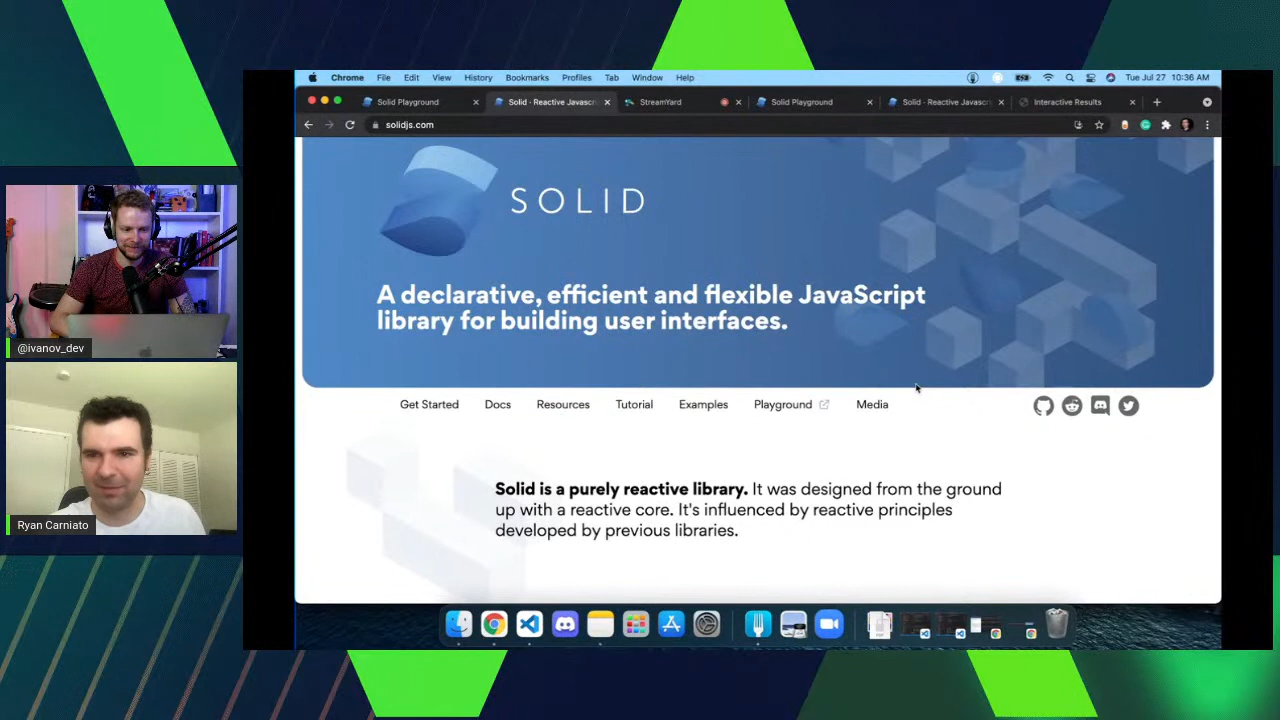 Chrome File Edit View History Bookmarks Profiles Tab Window Help
Tue Jul 27 10:36 AM
Solid Playground
Solid · Reactive Javascri
StreamYard
Solid Playground
Solid · Reactive Javascri
Interactive Results
solidjs.com
SOLID
A declarative, efficient and flexible JavaScript
library for building user interfaces.
Get Started Docs Resources Tutorial Examples Playground Media
Solid is a purely reactive library. It was designed from the ground
up with a reactive core. It's influenced by reactive principles
developed by previous libraries.
@ivanov_dev
Ryan Carniato